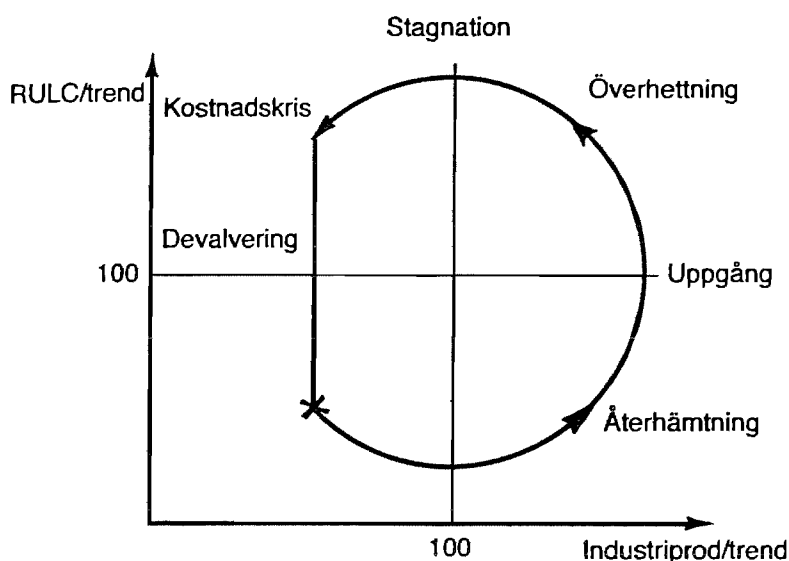 Stagnation
RULC/trend
Överhettning
Kostnadskris
Devalvering
100
Uppgång
Återhämtning
100
Industriprod/trend